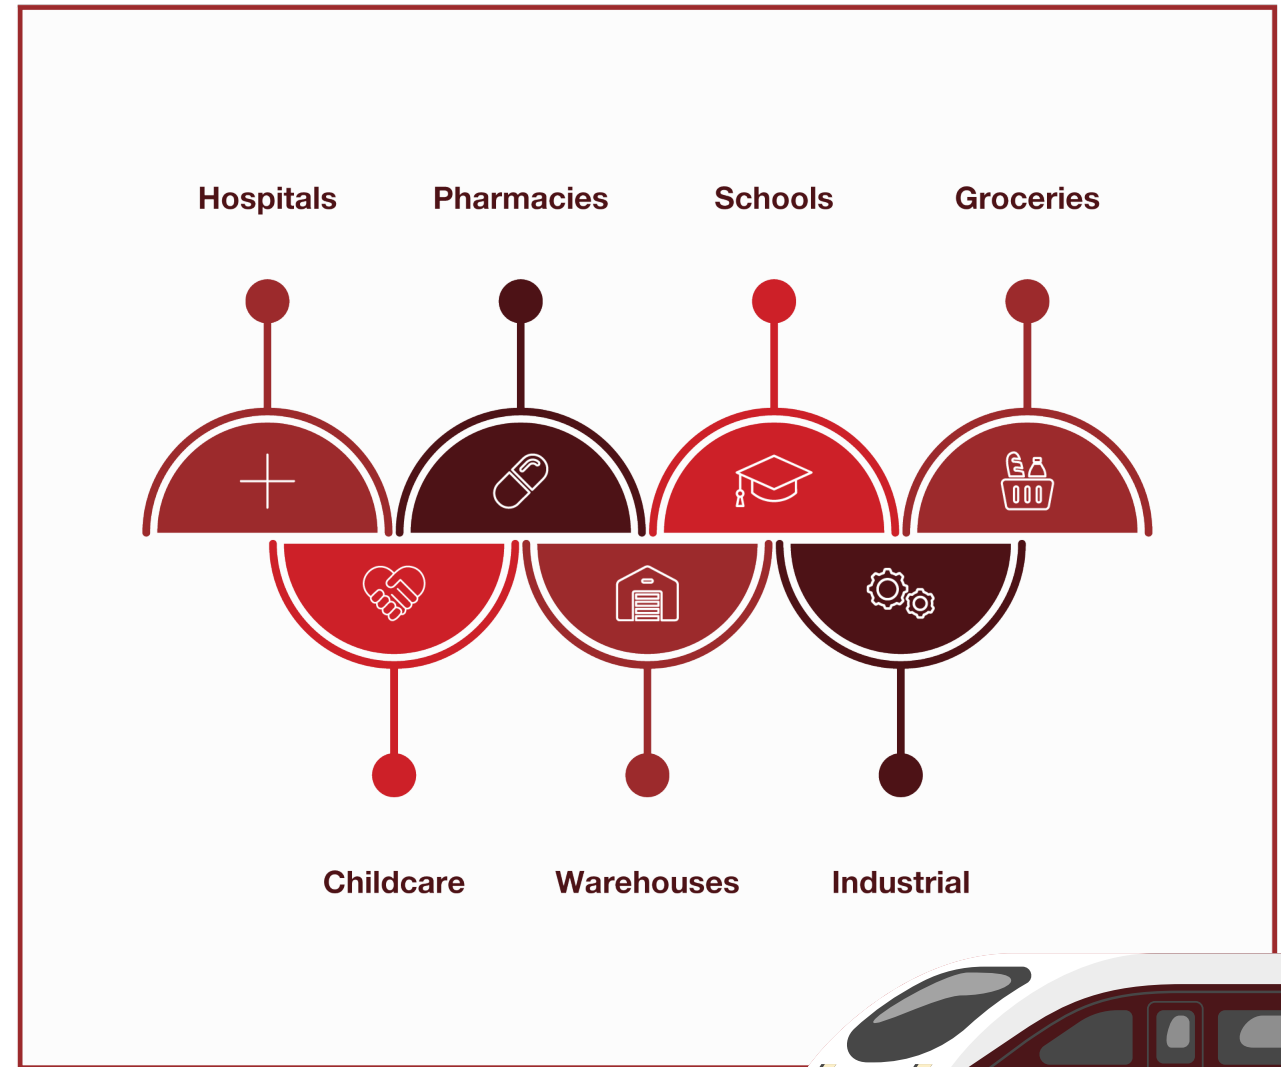 Hospitals
Pharmacies
Schools
Groceries
Childcare
Warehouses
Industrial